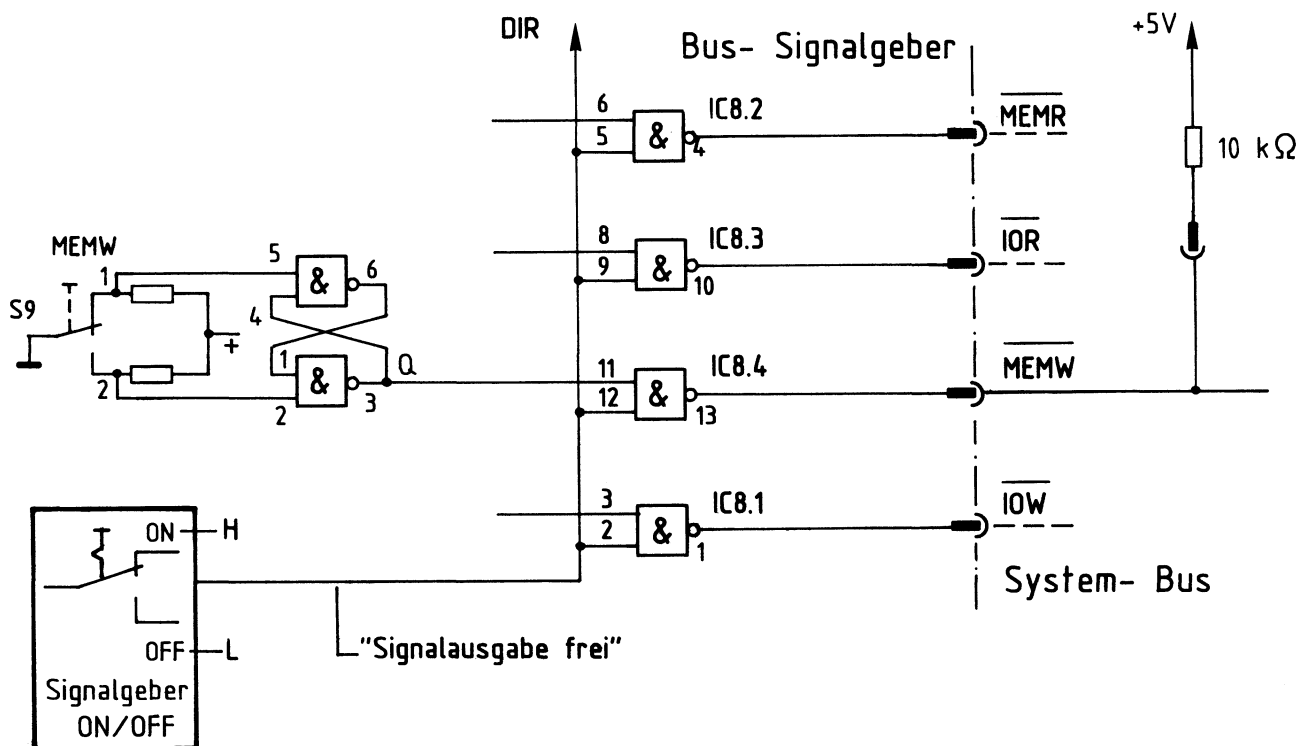 DIR
Bus- Signalgeber
+5V
6
5
&
4
IC8.2
MEMR
10 kΩ
8
9
&
10
IC8.3
IOR
MEMW
S9
1
2
+
5
4
&
6
1
2
&
3
Q
11
12
&
13
IC8.4
MEMW
3
2
&
1
IC8.1
IOW
System- Bus
ON
H
OFF
L
Signalgeber
ON/OFF
"Signalausgabe frei"